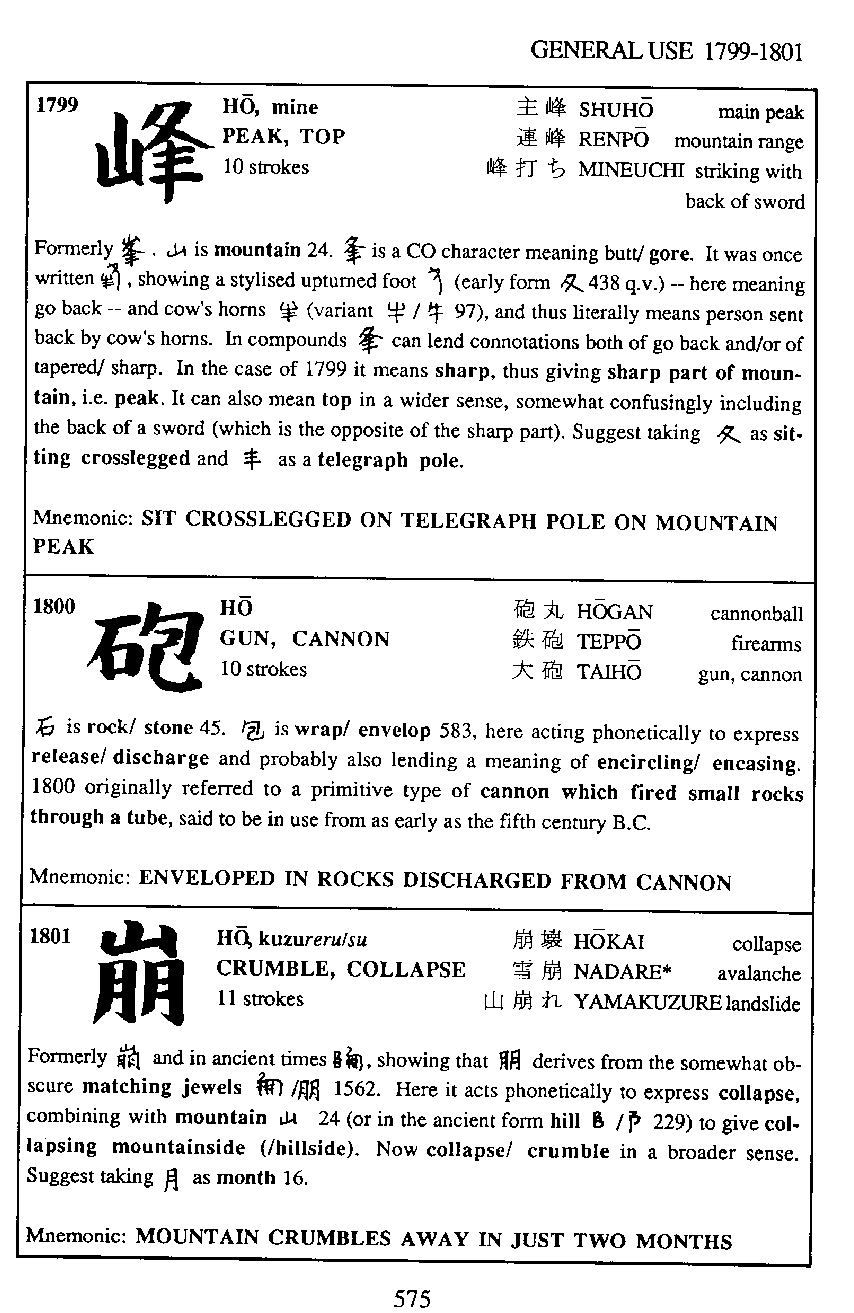 GENERAL USE 1799-1801
1799 峰 HŌ, mine 主峰 SHUHŌ main peak
PEAK, TOP 連峰 RENPŌ mountain range
10 strokes 峰打ち MINEUCHI striking with
back of sword
Formerly 峯. 山 is mountain 24. 夆 is a CO character meaning butt/ gore. It was once
written , showing a stylised upturned foot (early form 夂 438 q.v.) -- here meaning
go back -- and cow's horns (variant / 牛 97), and thus literally means person sent
back by cow's horns. In compounds 夆 can lend connotations both of go back and/or of
tapered/ sharp. In the case of 1799 it means sharp, thus giving sharp part of moun-
tain, i.e. peak. It can also mean top in a wider sense, somewhat confusingly including
the back of a sword (which is the opposite of the sharp part). Suggest taking 夂 as sit-
ting crosslegged and 丰 as a telegraph pole.
Mnemonic: SIT CROSSLEGGED ON TELEGRAPH POLE ON MOUNTAIN
PEAK
1800 砲 HŌ 砲丸 HŌGAN cannonball
GUN, CANNON 鉄砲 TEPPŌ firearms
10 strokes 大砲 TAIHŌ gun, cannon
石 is rock/ stone 45. 包 is wrap/ envelop 583, here acting phonetically to express
release/ discharge and probably also lending a meaning of encircling/ encasing.
1800 originally referred to a primitive type of cannon which fired small rocks
through a tube, said to be in use from as early as the fifth century B.C.
Mnemonic: ENVELOPED IN ROCKS DISCHARGED FROM CANNON
1801 崩 HŌ, kuzureru/su 崩壊 HŌKAI collapse
CRUMBLE, COLLAPSE 雪崩 NADARE* avalanche
11 strokes 山崩れ YAMAKUZURE landslide
Formerly and in ancient times , showing that 朋 derives from the somewhat ob-
scure matching jewels /朋 1562. Here it acts phonetically to express collapse,
combining with mountain 山 24 (or in the ancient form hill / 229) to give col-
lapsing mountainside (/hillside). Now collapse/ crumble in a broader sense.
Suggest taking 月 as month 16.
Mnemonic: MOUNTAIN CRUMBLES AWAY IN JUST TWO MONTHS
575